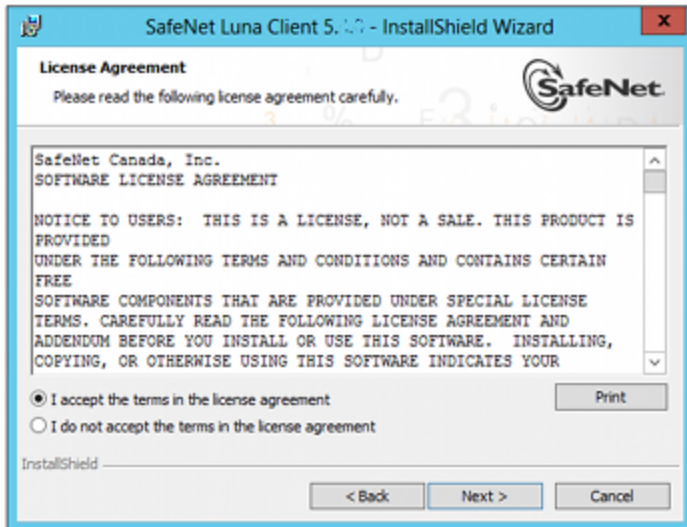 SafeNet Luna Client 5. - InstallShield Wizard
x
License Agreement
Please read the following license agreement carefully.
SafeNet
SafeNet Canada, Inc.
SOFTWARE LICENSE AGREEMENT
NOTICE TO USERS:  THIS IS A LICENSE, NOT A SALE. THIS PRODUCT IS
PROVIDED
UNDER THE FOLLOWING TERMS AND CONDITIONS AND CONTAINS CERTAIN
FREE
SOFTWARE COMPONENTS THAT ARE PROVIDED UNDER SPECIAL LICENSE
TERMS. CAREFULLY READ THE FOLLOWING LICENSE AGREEMENT AND
ADDENDUM BEFORE YOU INSTALL OR USE THIS SOFTWARE.  INSTALLING,
COPYING, OR OTHERWISE USING THIS SOFTWARE INDICATES YOUR
I accept the terms in the license agreement
Print
I do not accept the terms in the license agreement
InstallShield
< Back
Next >
Cancel